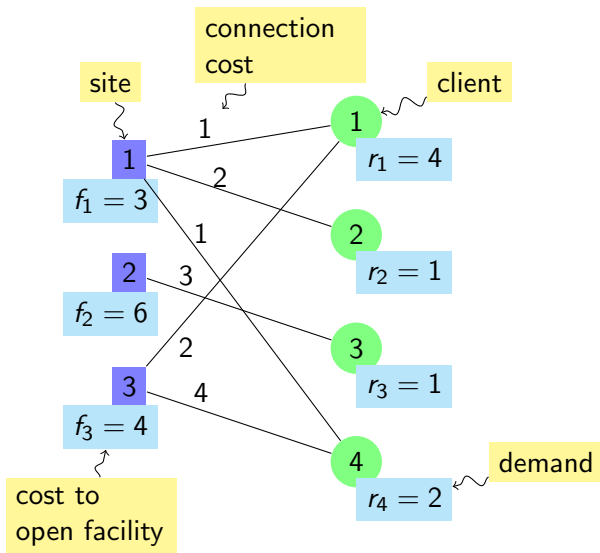 connection
cost
site
client
1
1
1
r1 = 4
2
f1 = 3
2
1
r2 = 1
2
3
f2 = 6
2
3
r3 = 1
3
4
f3 = 4
4
demand
r4 = 2
cost to
open facility